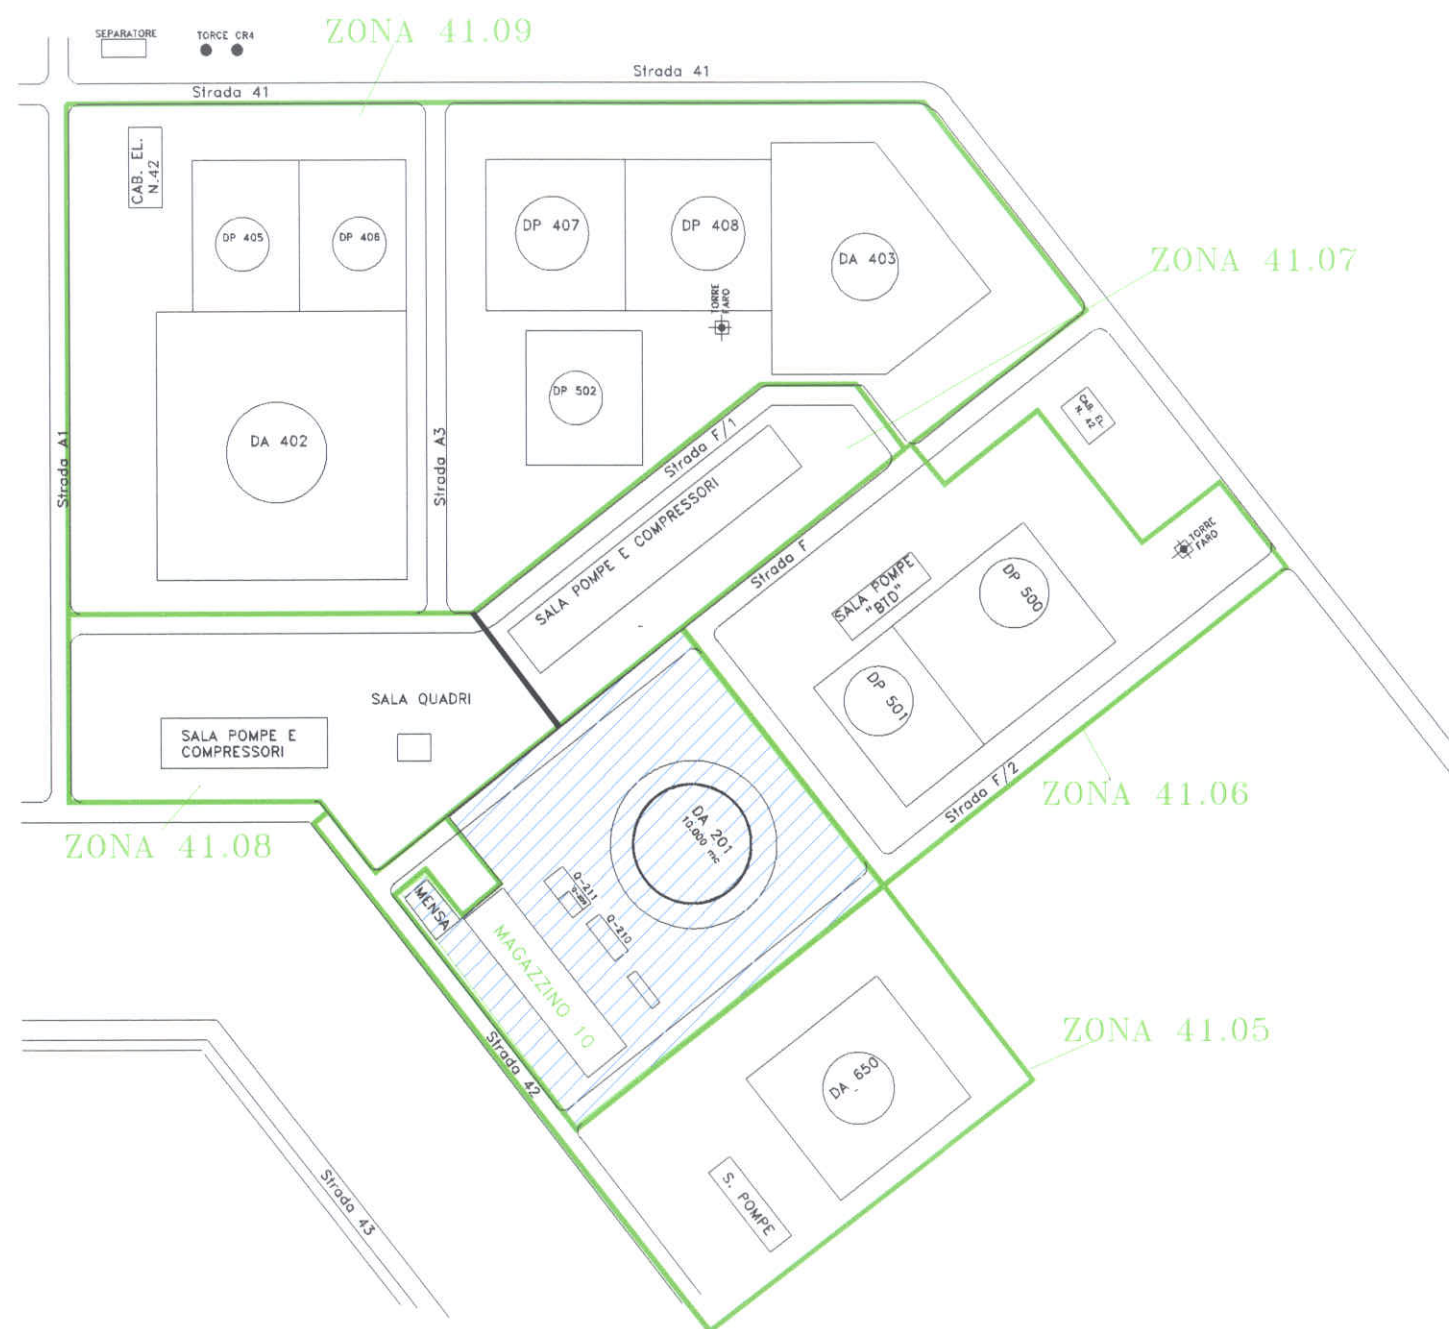 SEPARATORE
TORCE CR4
ZONA 41.09
Strada 41
Strada 41
CAB. EL.
N.42
DP 405
DP 406
DP 407
DP 408
DA 403
TORRE
FARO
ZONA 41.07
DP 502
DA 402
Strada A1
Strada A3
Strada F/1
CAB. EL.
N. 42
SALA POMPE E COMPRESSORI
Strada F
TORRE
FARO
SALA POMPE
"BTD"
DP 500
DP 501
SALA QUADRI
SALA POMPE E
COMPRESSORI
Strada F/2
ZONA 41.06
ZONA 41.08
DA 201
10.000 mc
Q-211
Q-210
MENSA
MAGAZZINO 10
Strada 42
ZONA 41.05
DA 650
S. POMPE
Strada 43